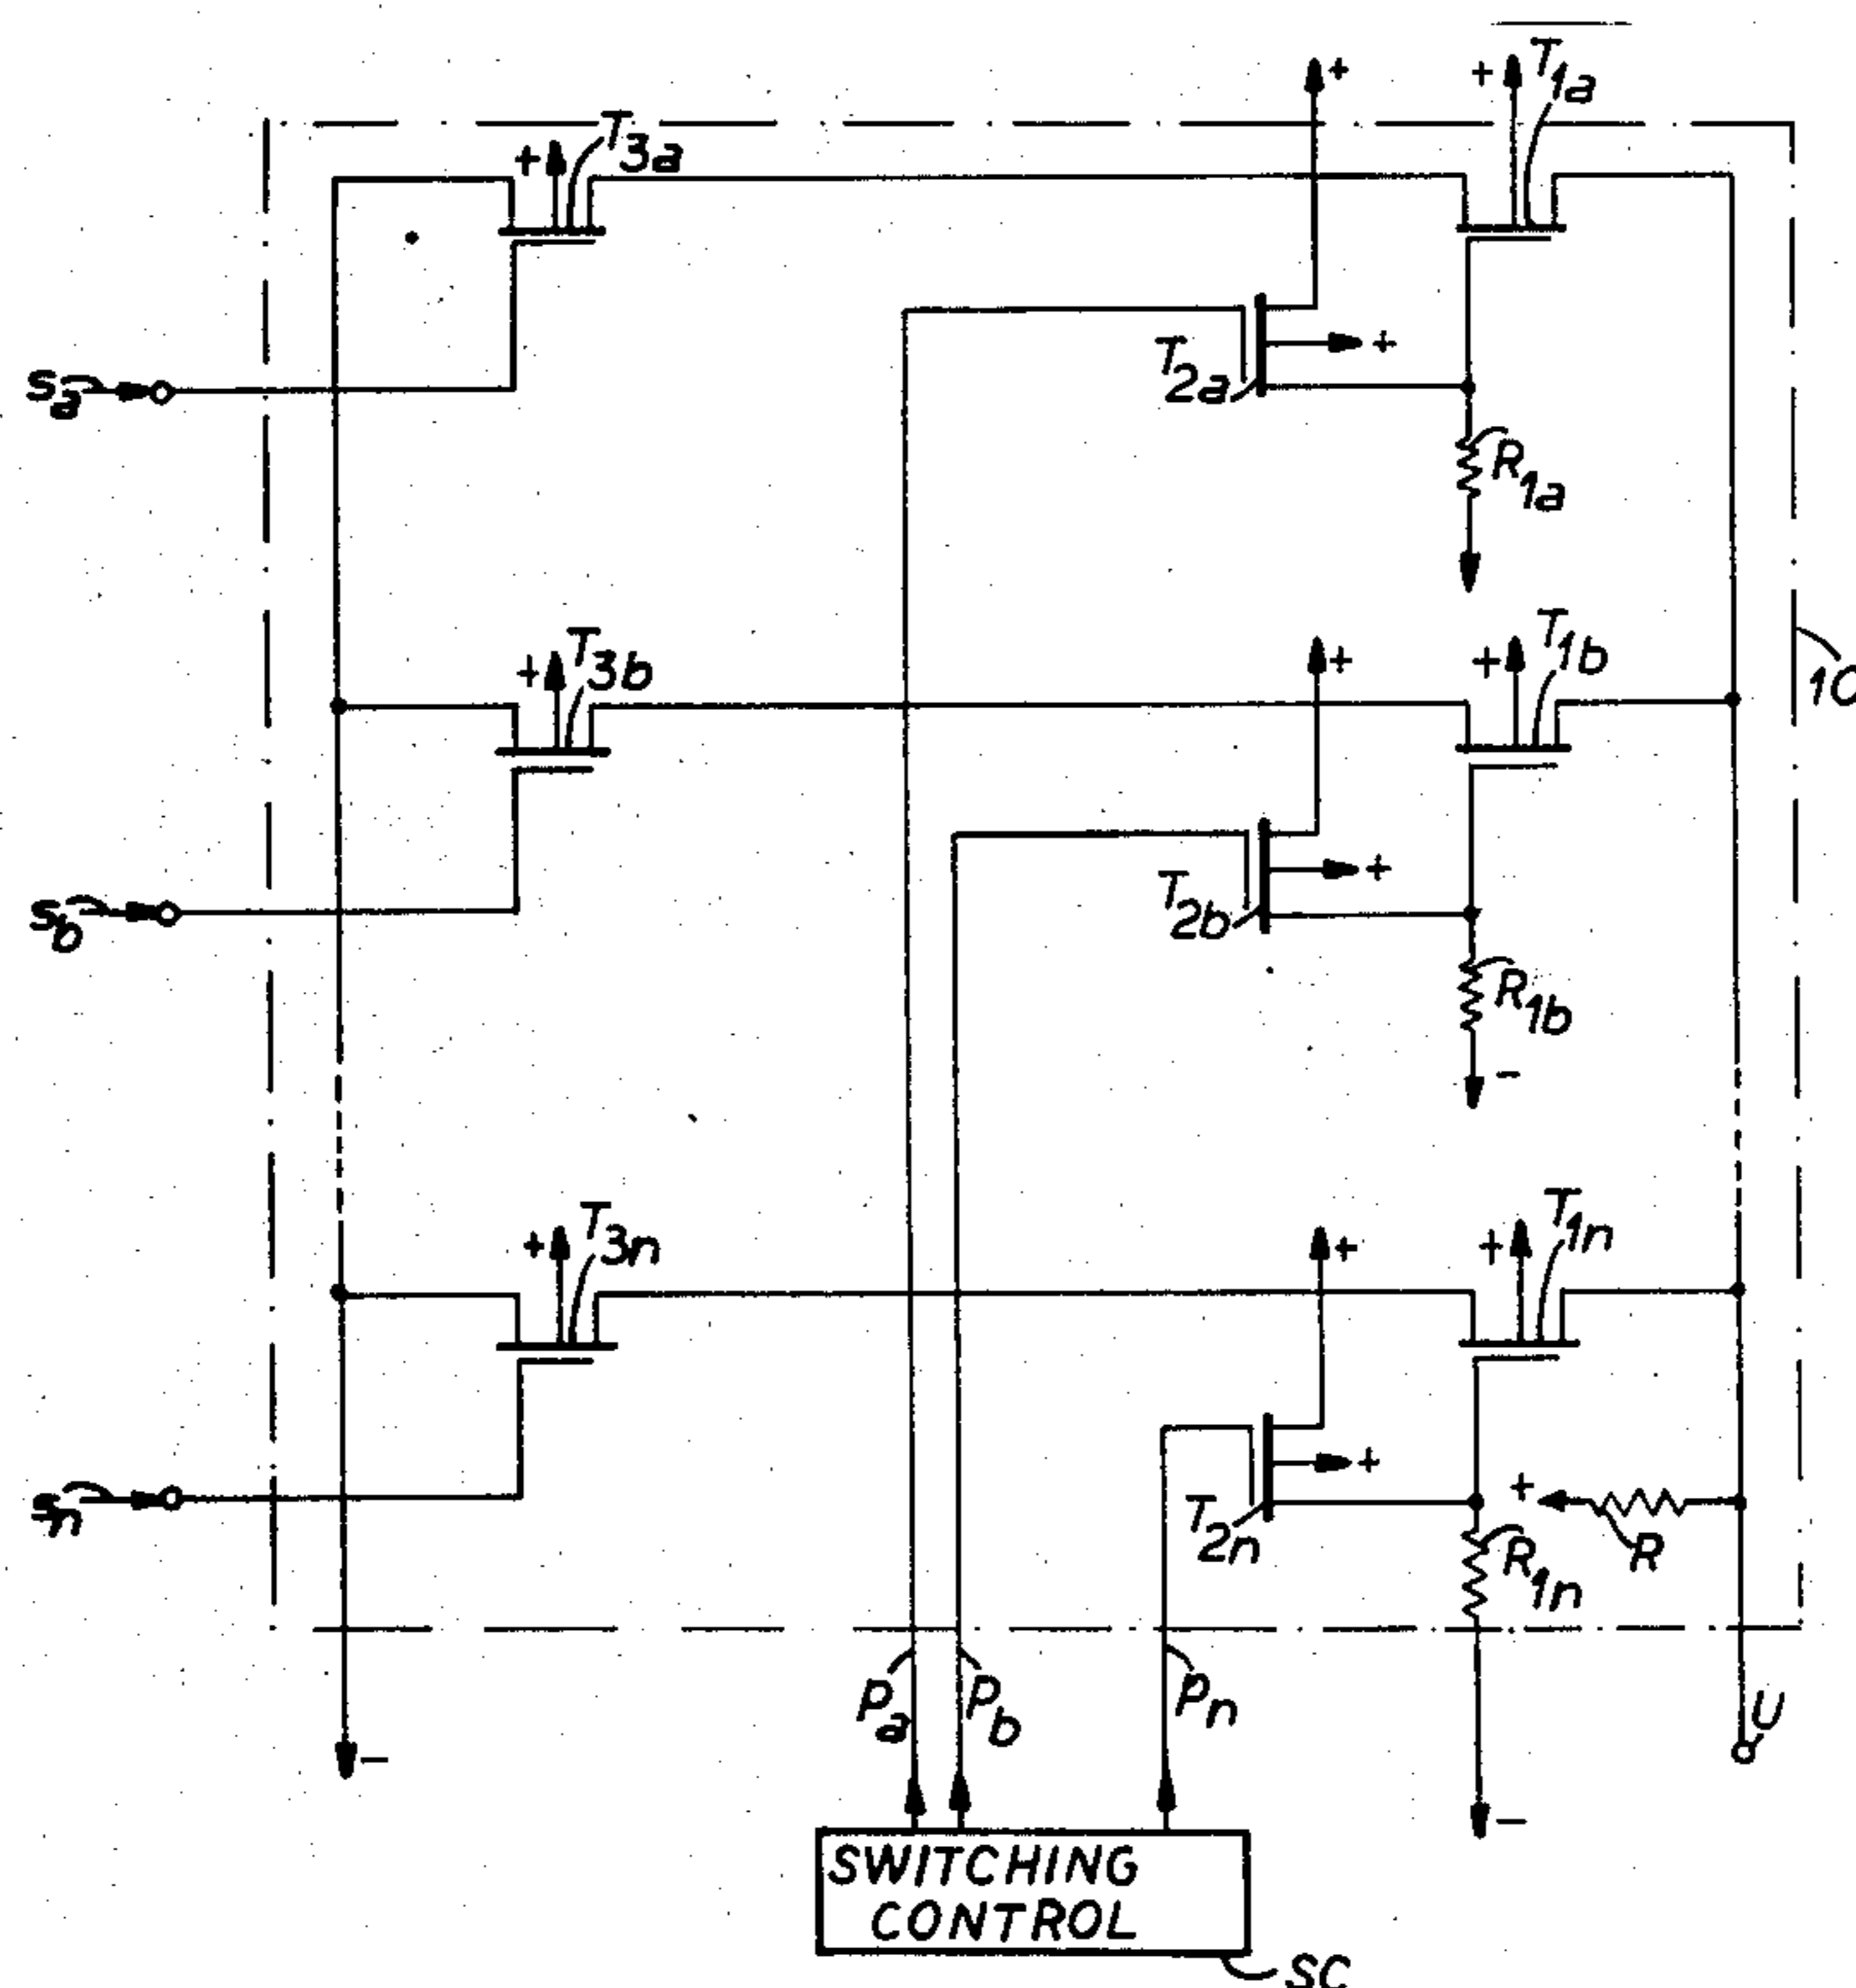 + + T1a
+ T3a
T2a +
Sa
R1a
+ T3b
+ + T1b
10
T2b +
Sb
R1b
-
+ T3n
+ + T1n
T2n +
Sn
+
R1n R
Pa Pb Pn
U
- -
SWITCHING
CONTROL
SC